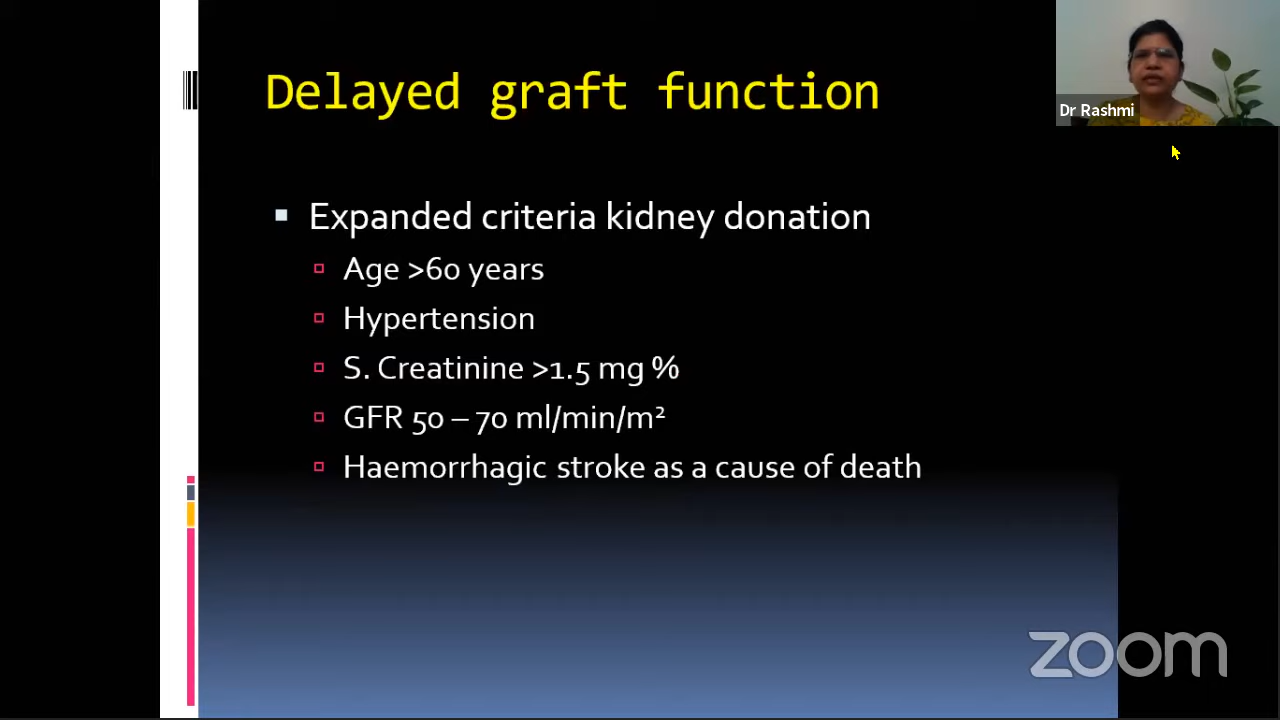 Delayed graft function
Dr Rashmi
Expanded criteria kidney donation
Age >60 years
Hypertension
S. Creatinine >1.5 mg %
GFR 50 – 70 ml/min/m²
Haemorrhagic stroke as a cause of death
zoom